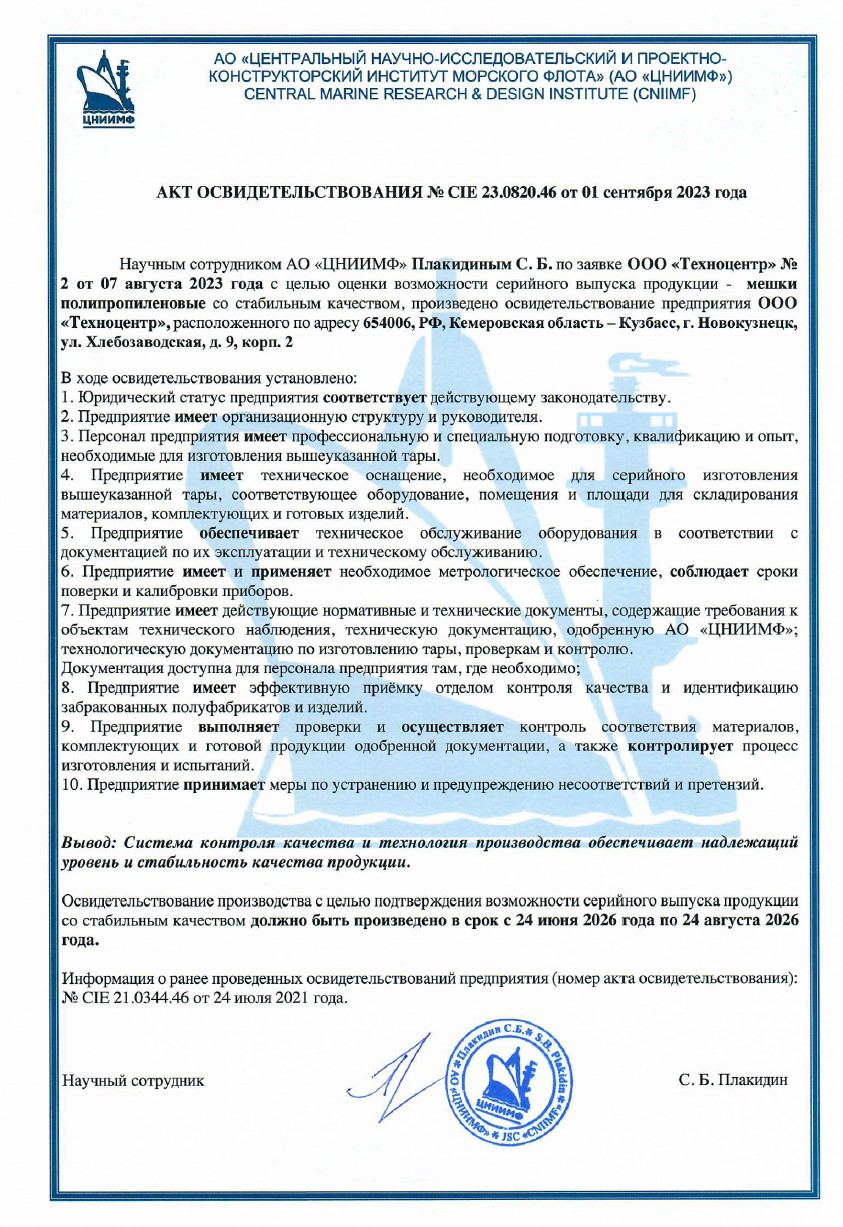 ЦНИИМФ
АО «ЦЕНТРАЛЬНЫЙ НАУЧНО-ИССЛЕДОВАТЕЛЬСКИЙ И ПРОЕКТНО-
КОНСТРУКТОРСКИЙ ИНСТИТУТ МОРСКОГО ФЛОТА» (АО «ЦНИИМФ»)
CENTRAL MARINE RESEARCH & DESIGN INSTITUTE (CNIIMF)
АКТ ОСВИДЕТЕЛЬСТВОВАНИЯ № CIE 23.0820.46 от 01 сентября 2023 года
Научным сотрудником АО «ЦНИИМФ» Плакидиным С. Б. по заявке ООО «Техноцентр» №
2 от 07 августа 2023 года с целью оценки возможности серийного выпуска продукции - мешки
полипропиленовые со стабильным качеством, произведено освидетельствование предприятия ООО
«Техноцентр», расположенного по адресу 654006, РФ, Кемеровская область – Кузбасс, г. Новокузнецк,
ул. Хлебозаводская, д. 9, корп. 2
В ходе освидетельствования установлено:
1. Юридический статус предприятия соответствует действующему законодательству.
2. Предприятие имеет организационную структуру и руководителя.
3. Персонал предприятия имеет профессиональную и специальную подготовку, квалификацию и опыт,
необходимые для изготовления вышеуказанной тары.
4. Предприятие имеет техническое оснащение, необходимое для серийного изготовления
вышеуказанной тары, соответствующее оборудование, помещения и площади для складирования
материалов, комплектующих и готовых изделий.
5. Предприятие обеспечивает техническое обслуживание оборудования в соответствии с
документацией по их эксплуатации и техническому обслуживанию.
6. Предприятие имеет и применяет необходимое метрологическое обеспечение, соблюдает сроки
поверки и калибровки приборов.
7. Предприятие имеет действующие нормативные и технические документы, содержащие требования к
объектам технического наблюдения, техническую документацию, одобренную АО «ЦНИИМФ»;
технологическую документацию по изготовлению тары, проверкам и контролю.
Документация доступна для персонала предприятия там, где необходимо;
8. Предприятие имеет эффективную приёмку отделом контроля качества и идентификацию
забракованных полуфабрикатов и изделий.
9. Предприятие выполняет проверки и осуществляет контроль соответствия материалов,
комплектующих и готовой продукции одобренной документации, а также контролирует процесс
изготовления и испытаний.
10. Предприятие принимает меры по устранению и предупреждению несоответствий и претензий.
Вывод: Система контроля качества и технология производства обеспечивает надлежащий
уровень и стабильность качества продукции.
Освидетельствование производства с целью подтверждения возможности серийного выпуска продукции
со стабильным качеством должно быть произведено в срок с 24 июня 2026 года по 24 августа 2026
года.
Информация о ранее проведенных освидетельствований предприятия (номер акта освидетельствования):
№ CIE 21.0344.46 от 24 июля 2021 года.
Научный сотрудник
АО «ЦНИИМФ» * Плакидин С.Б. * S.B. Plakidin * JSC «CNIIMF»
ЦНИИМФ
С. Б. Плакидин